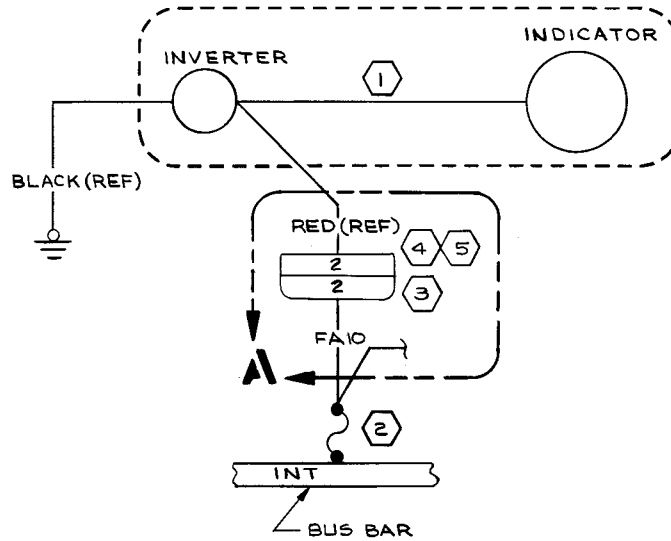 INDICATOR
INVERTER
1
BLACK (REF)
RED (REF)
4 5
2
2
3
FA10
A
2
INT
BUS BAR